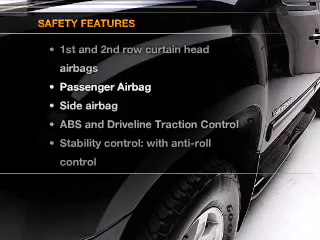 SAFETY FEATURES
• 1st and 2nd row curtain head
airbags
• Passenger Airbag
• Side airbag
• ABS and Driveline Traction Control
• Stability control: with anti-roll
control